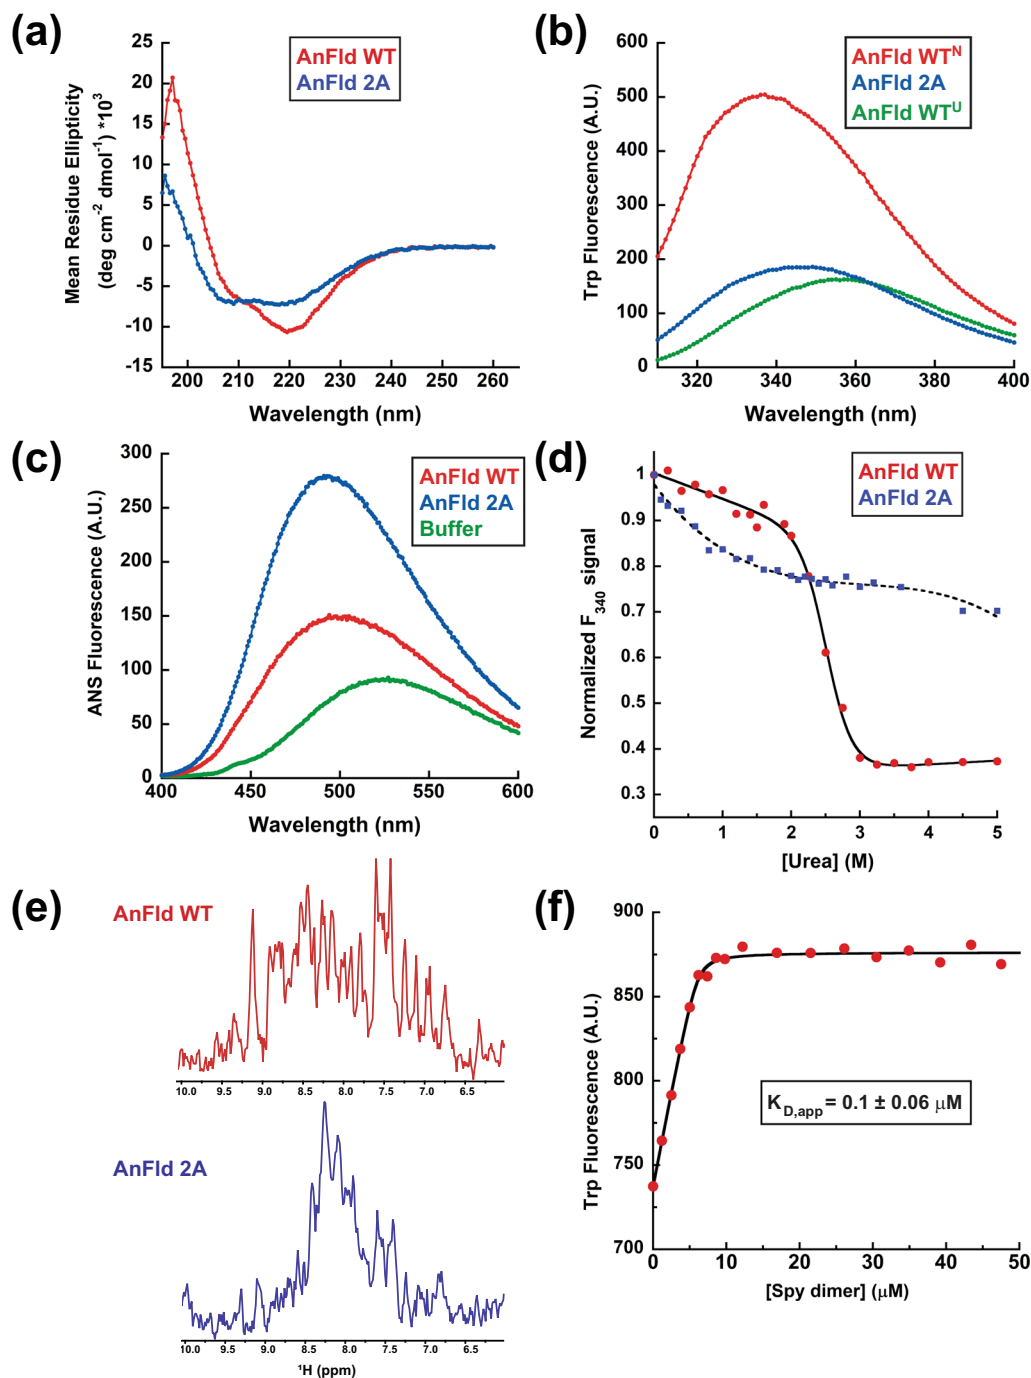 (a)
AnFld WT
AnFld 2A
Mean Residue Ellipticity
(deg cm⁻² dmol⁻¹) *10³
25
20
15
10
5
0
-5
-10
-15
200 210 220 230 240 250 260
Wavelength (nm)
(b)
AnFld WTᴺ
AnFld 2A
AnFld WTᵁ
Trp Fluorescence (A.U.)
600
500
400
300
200
100
0
320 340 360 380 400
Wavelength (nm)
(c)
AnFld WT
AnFld 2A
Buffer
ANS Fluorescence (A.U.)
300
250
200
150
100
50
0
400 450 500 550 600
Wavelength (nm)
(d)
AnFld WT
AnFld 2A
Normalized F₃₄₀ signal
1
0.9
0.8
0.7
0.6
0.5
0.4
0.3
0 1 2 3 4 5
[Urea] (M)
(e)
AnFld WT
10.0 9.5 9.0 8.5 8.0 7.5 7.0 6.5
AnFld 2A
10.0 9.5 9.0 8.5 8.0 7.5 7.0 6.5
¹H (ppm)
(f)
Trp Fluorescence (A.U.)
900
850
800
750
700
K D,app = 0.1 ± 0.06 μM
0 10 20 30 40 50
[Spy dimer] (μM)